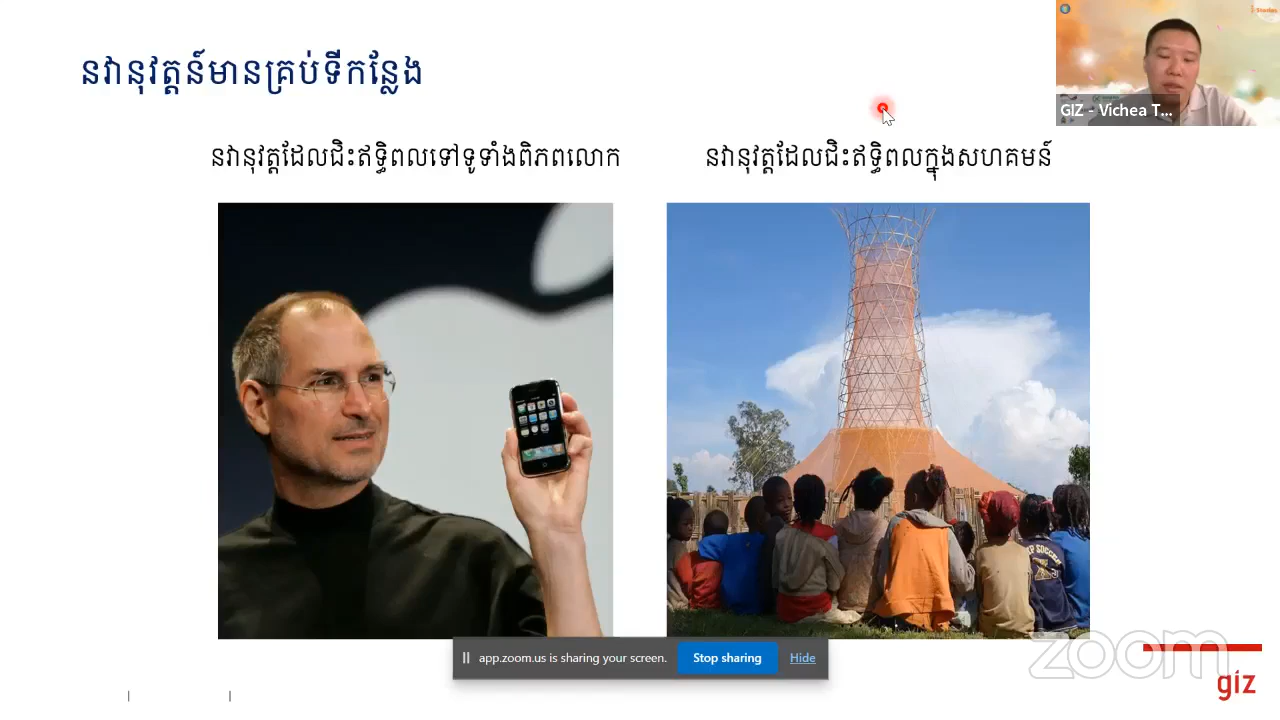 នវានុវត្តន៍មានគ្រប់ទីកន្លែង
GIZ - Vichea T...
នវានុវត្តដែលជិះឥទ្ធិពលទៅទូទាំងពិភពលោក
នវានុវត្តដែលជិះឥទ្ធិពលក្នុងសហគមន៍
SOCCER
app.zoom.us is sharing your screen.
Stop sharing
Hide
zoom
giz